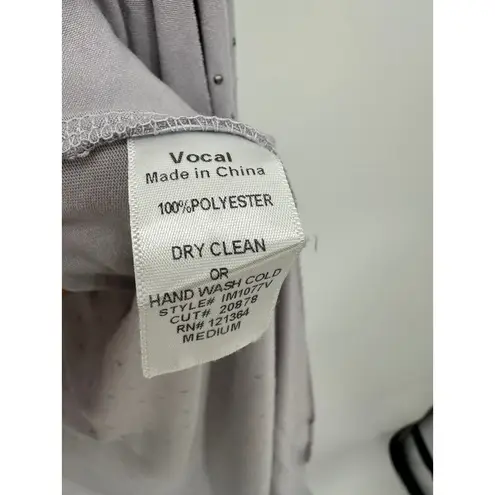 Vocal
Made in China
100%POLYESTER
DRY CLEAN
OR
HAND WASH COLD
STYLE# IM1077V
CUT# 20878
RN# 121364
MEDIUM